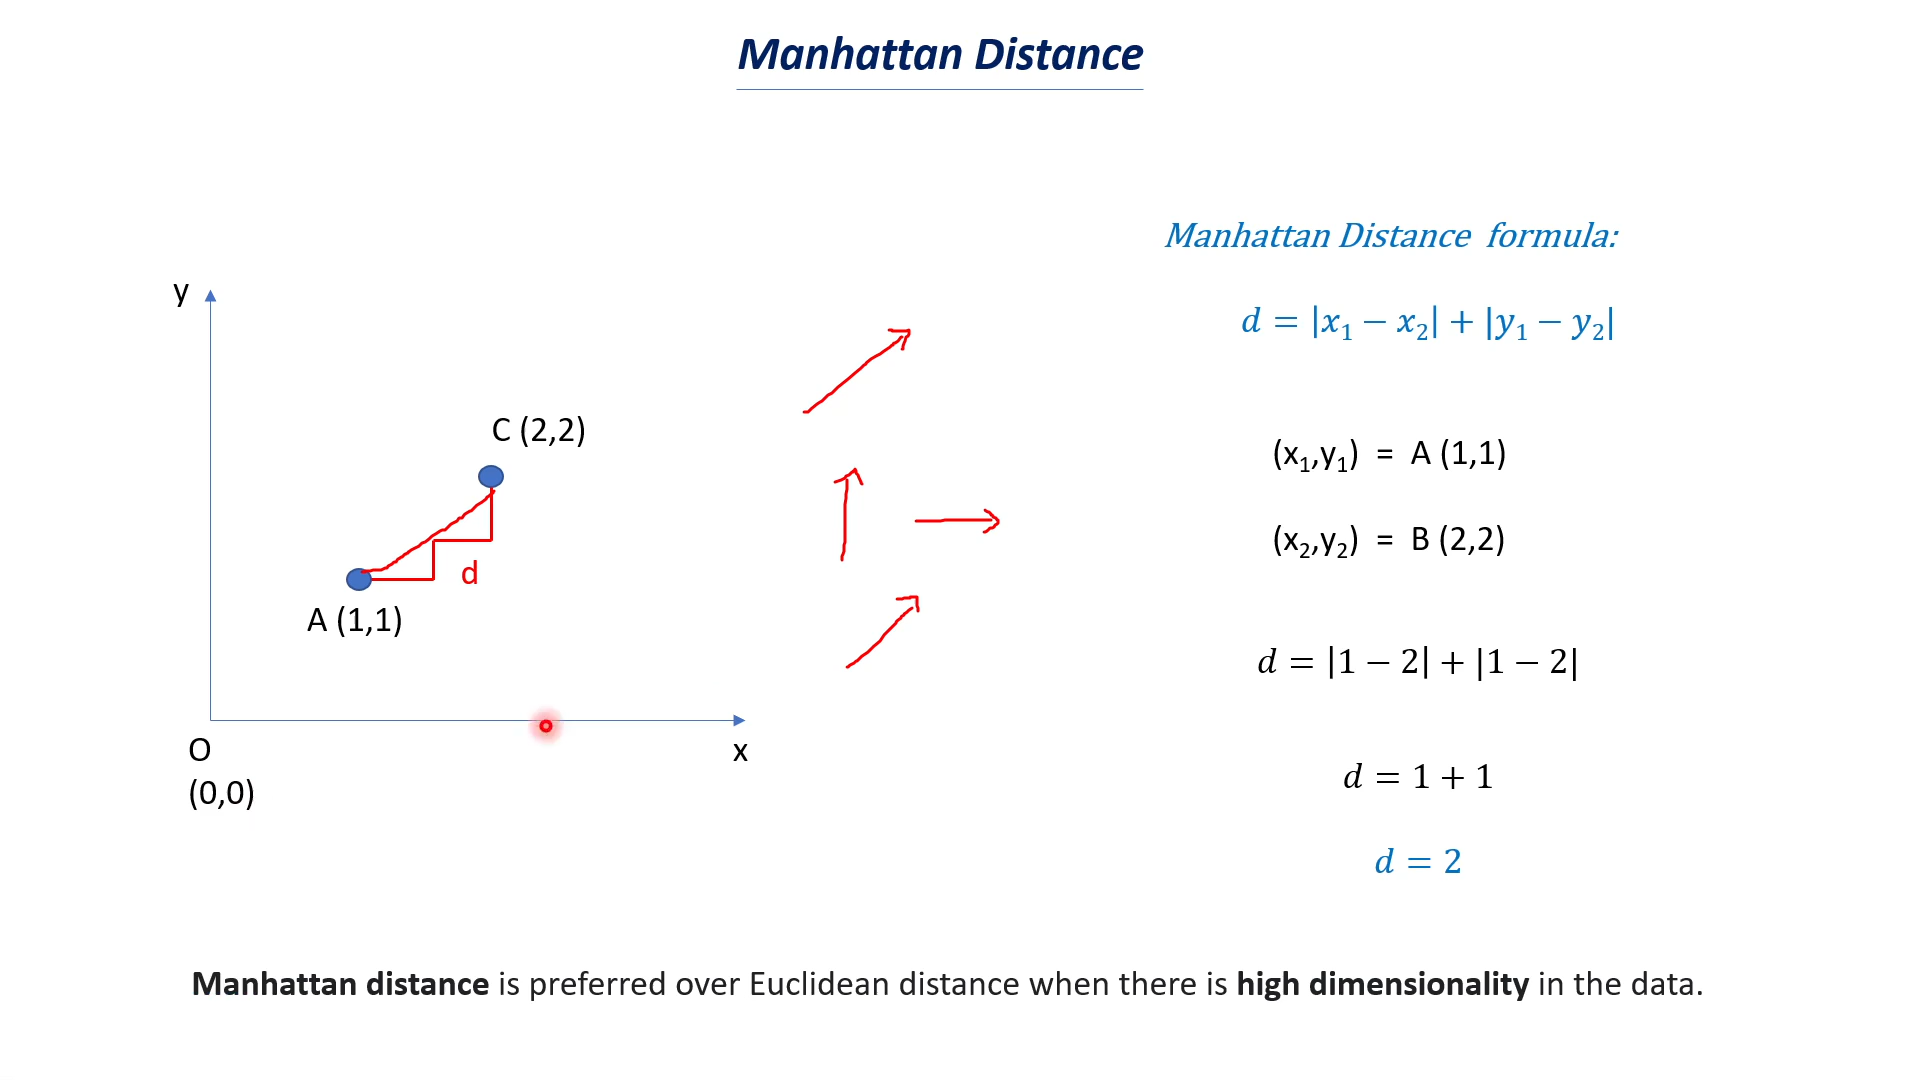 Manhattan Distance
Manhattan Distance formula:
d = |x₁ − x₂| + |y₁ − y₂|
y
C (2,2)
d
A (1,1)
O
(0,0)
x
(x₁,y₁) = A (1,1)
(x₂,y₂) = B (2,2)
d = |1 − 2| + |1 − 2|
d = 1 + 1
d = 2
Manhattan distance is preferred over Euclidean distance when there is high dimensionality in the data.